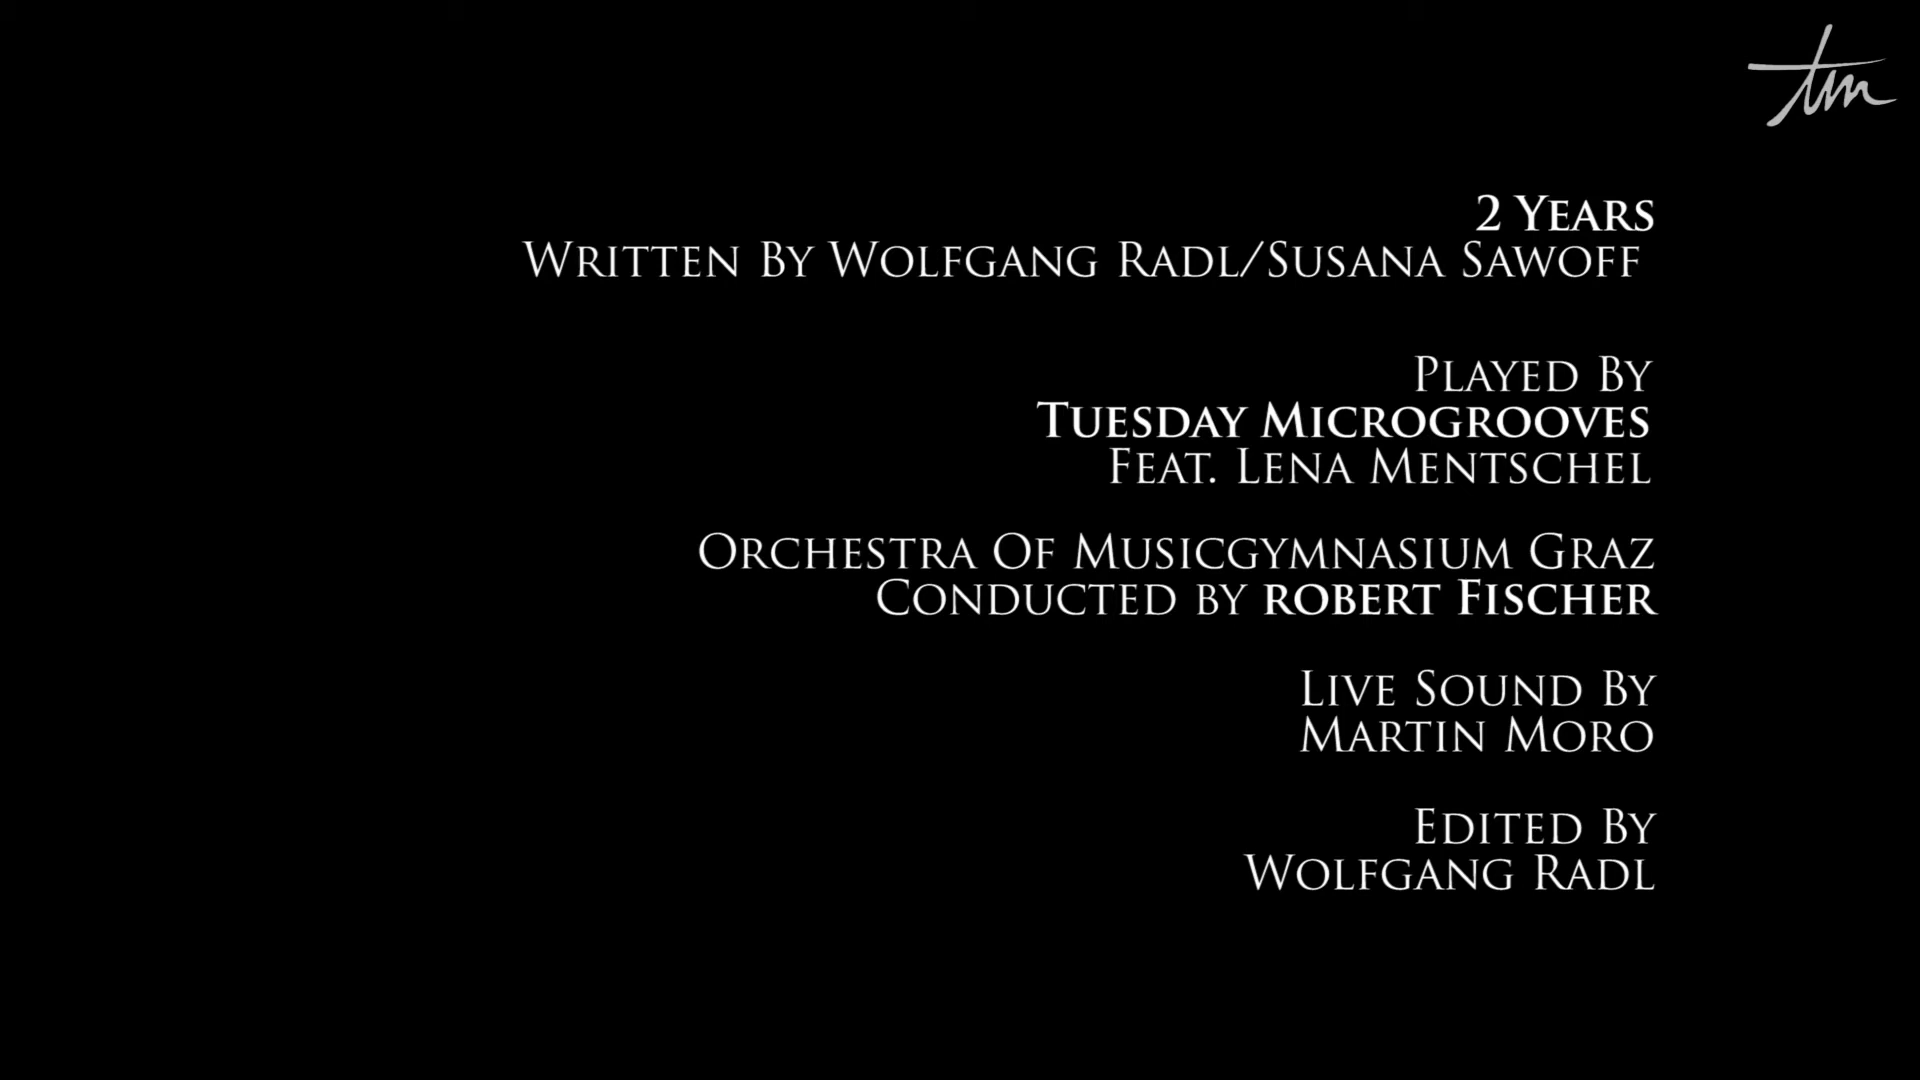 tm
2 Years
Written By Wolfgang Radl/Susana Sawoff
Played By
Tuesday Microgrooves
Feat. Lena Mentschel
Orchestra Of Musicgymnasium Graz
Conducted by robert Fischer
Live Sound By
Martin Moro
Edited By
Wolfgang Radl